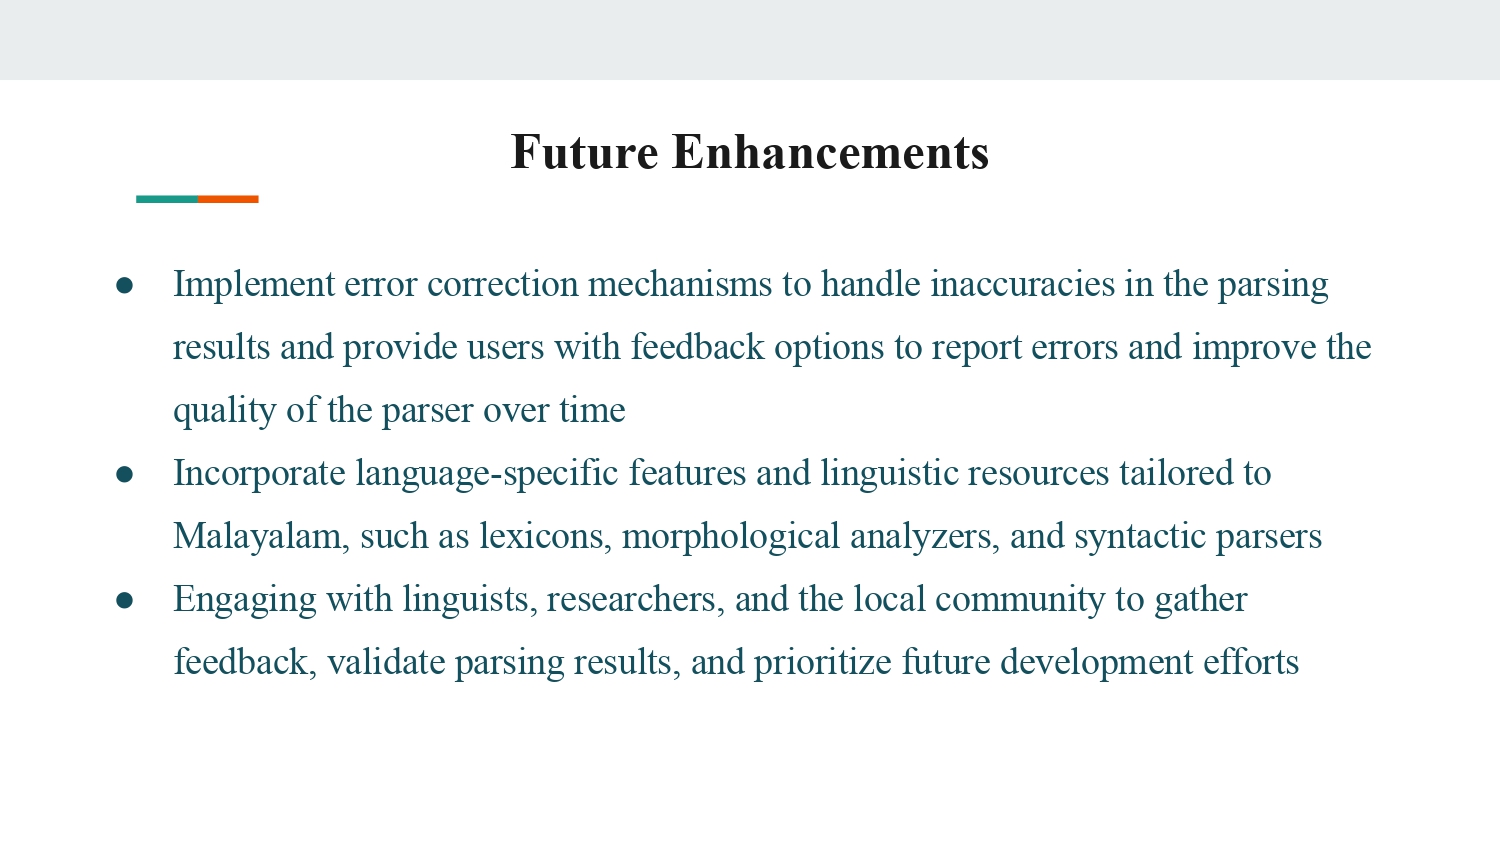 Future Enhancements
● Implement error correction mechanisms to handle inaccuracies in the parsing
results and provide users with feedback options to report errors and improve the
quality of the parser over time
● Incorporate language-specific features and linguistic resources tailored to
Malayalam, such as lexicons, morphological analyzers, and syntactic parsers
● Engaging with linguists, researchers, and the local community to gather
feedback, validate parsing results, and prioritize future development efforts